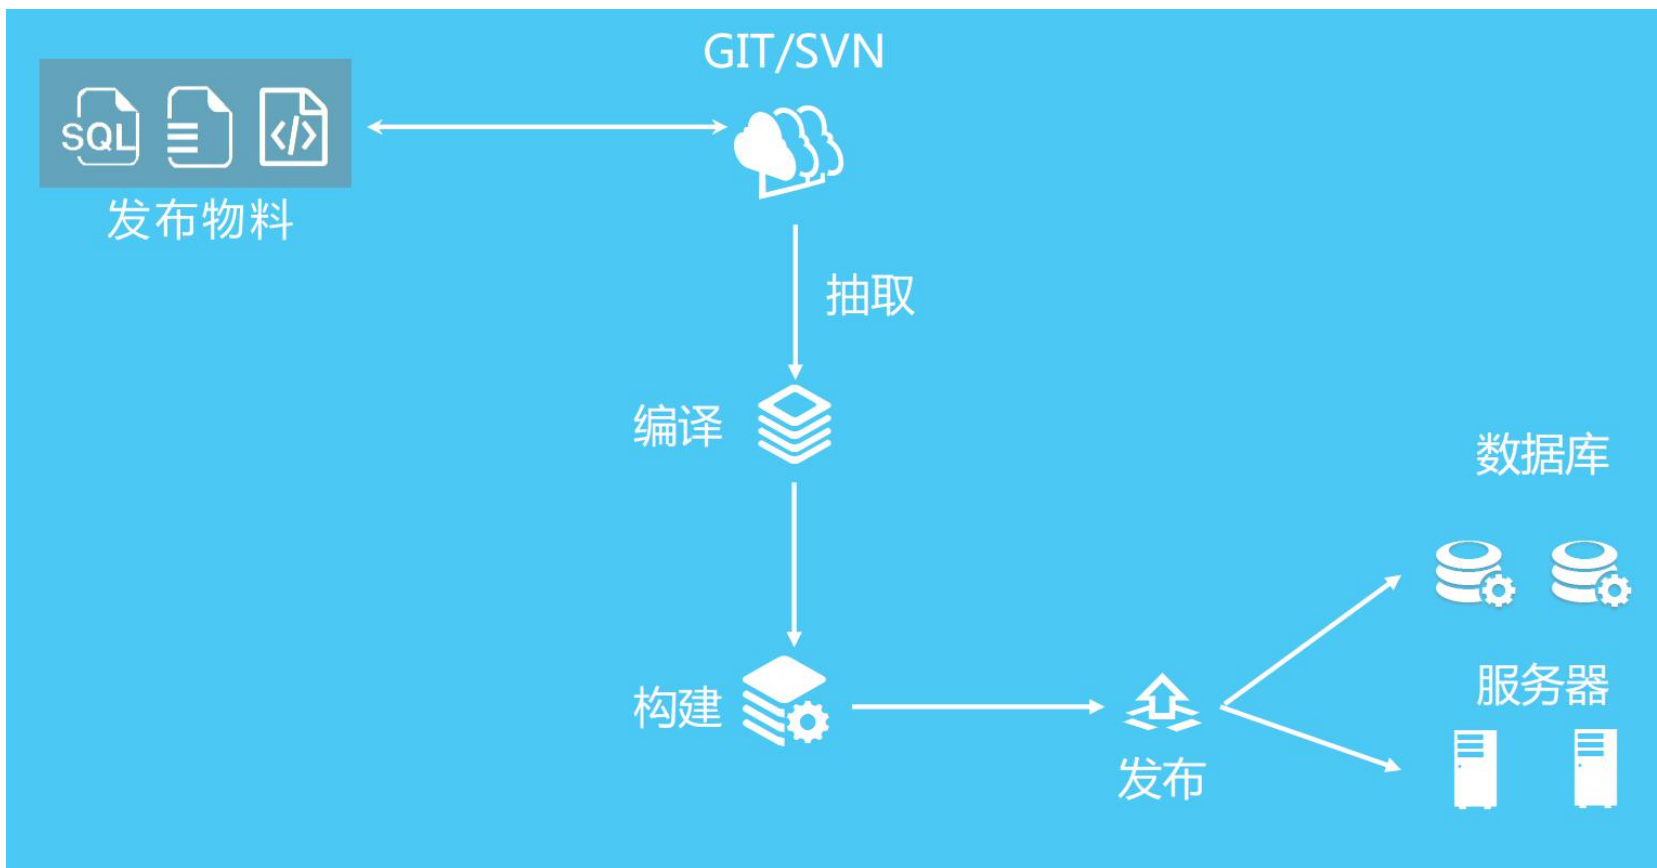 GIT/SVN
SQL
</>
发布物料
抽取
编译
数据库
构建
服务器
发布